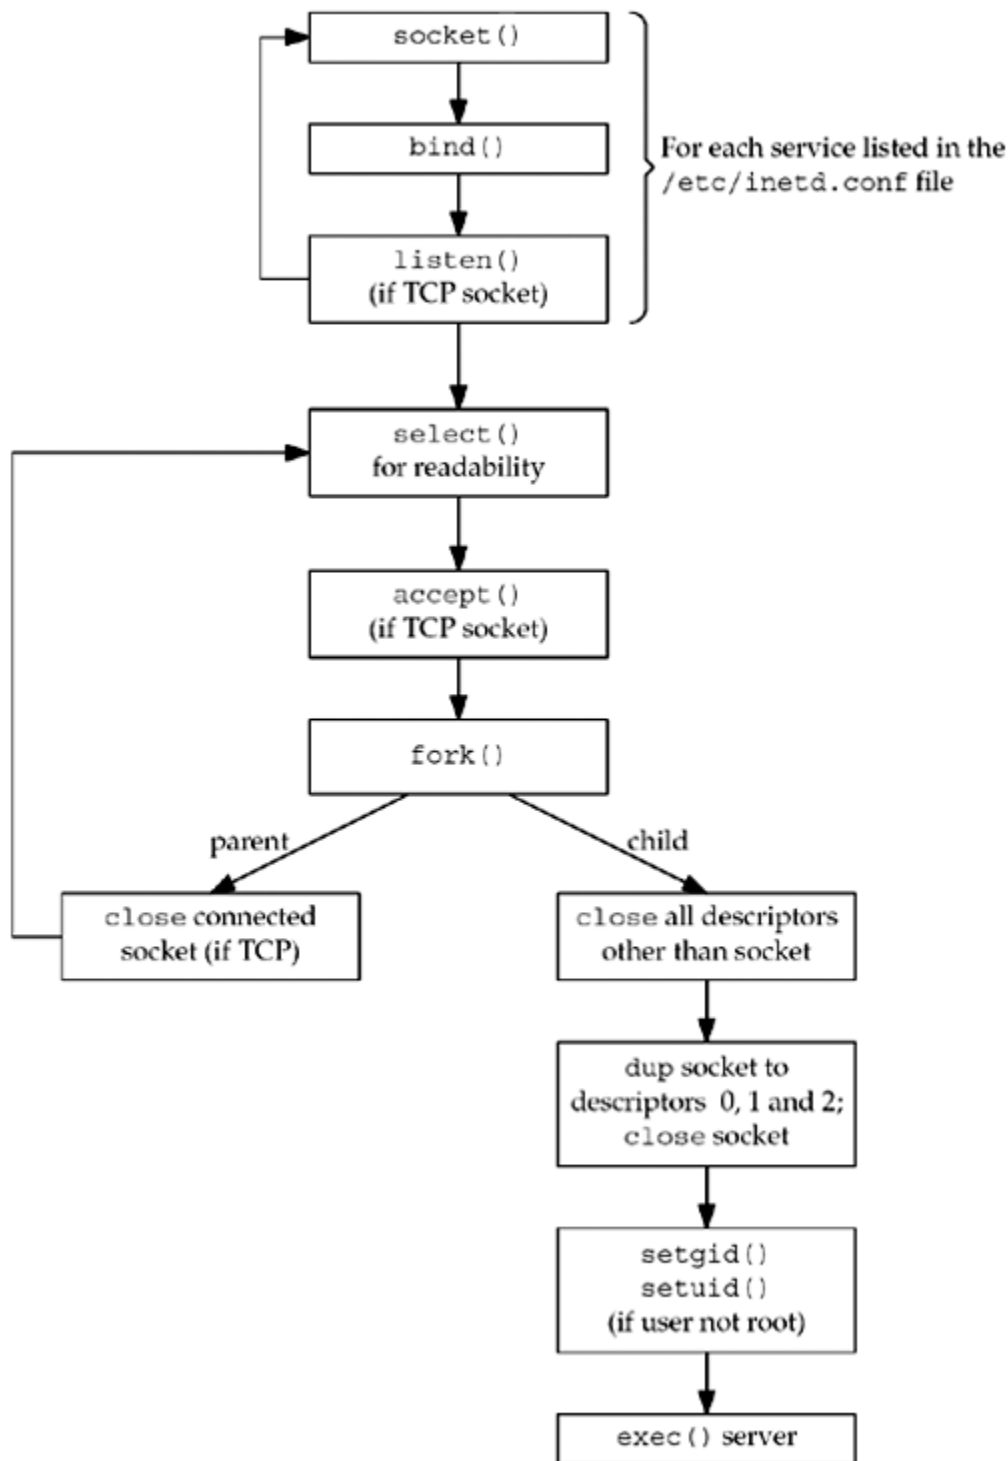 socket()
bind()
For each service listed in the
/etc/inetd.conf file
listen()
(if TCP socket)
select()
for readability
accept()
(if TCP socket)
fork()
parent
child
close connected
socket (if TCP)
close all descriptors
other than socket
dup socket to
descriptors 0, 1 and 2;
close socket
setgid()
setuid()
(if user not root)
exec() server